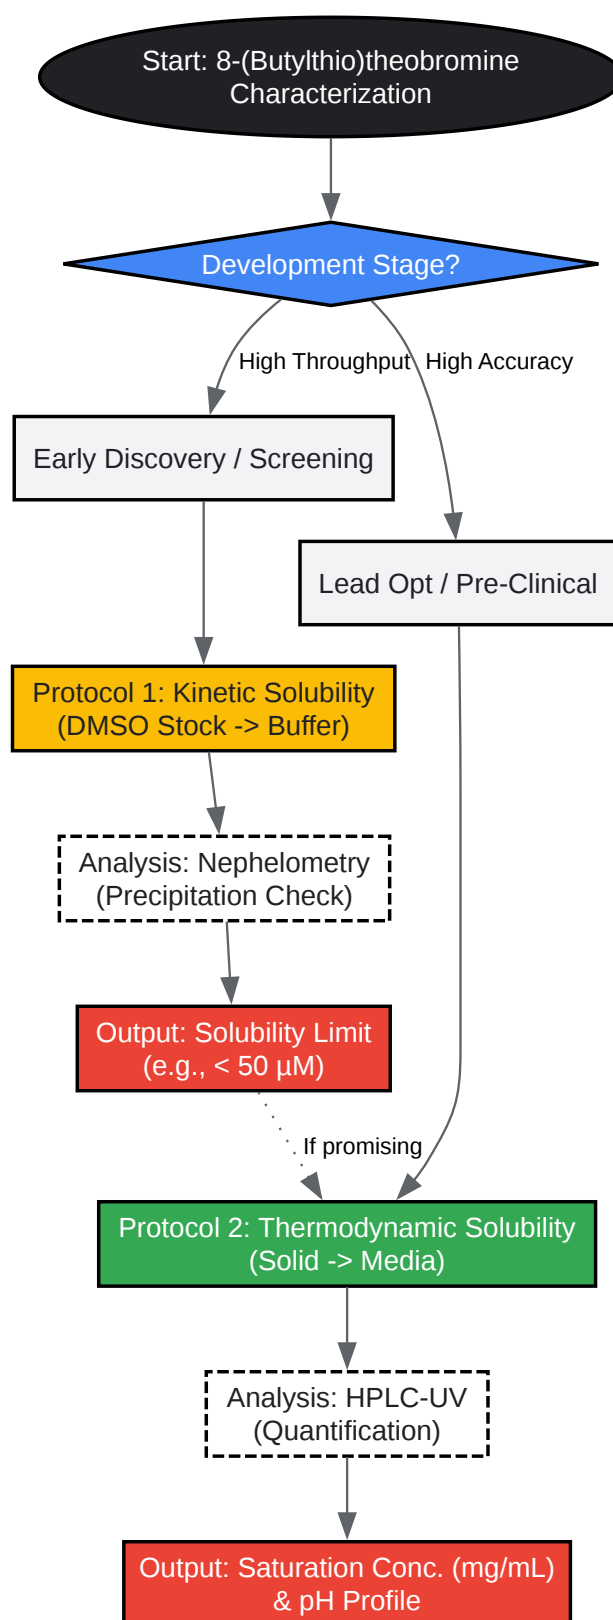 Start: 8-(Butylthio)theobromine
Characterization
Development Stage?
High Throughput
High Accuracy
Early Discovery / Screening
Lead Opt / Pre-Clinical
Protocol 1: Kinetic Solubility
(DMSO Stock -> Buffer)
Analysis: Nephelometry
(Precipitation Check)
Output: Solubility Limit
(e.g., < 50 µM)
If promising
Protocol 2: Thermodynamic Solubility
(Solid -> Media)
Analysis: HPLC-UV
(Quantification)
Output: Saturation Conc. (mg/mL)
& pH Profile